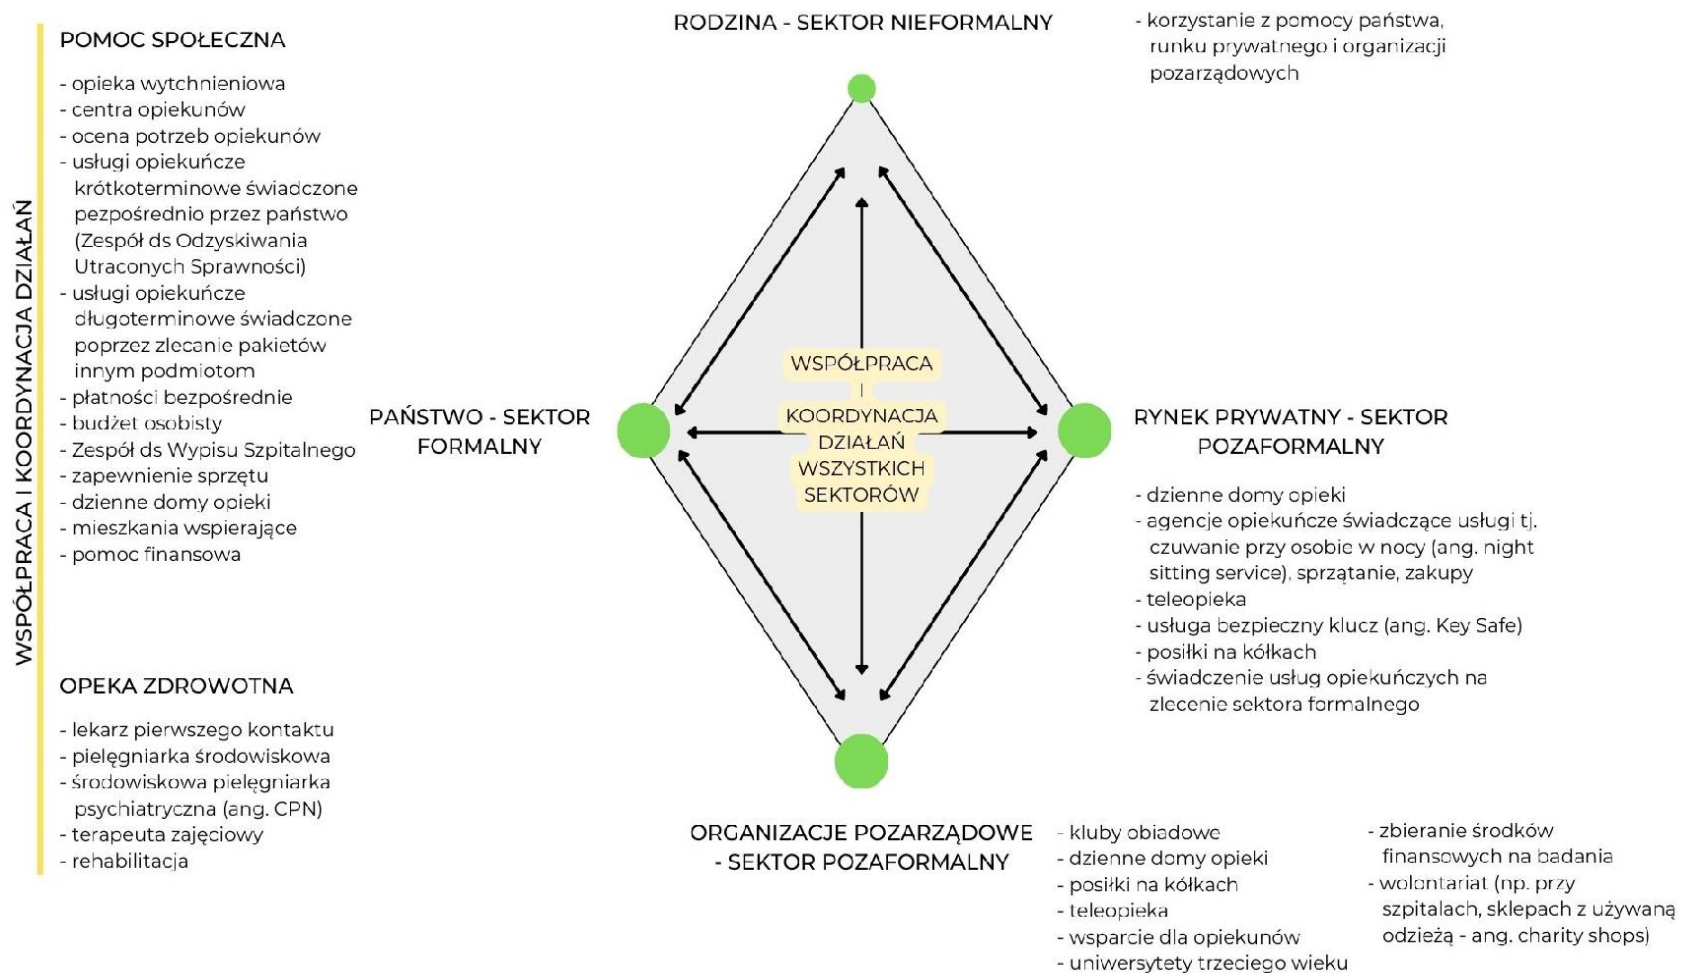 WSPÓŁPRACA I KOORDYNACJA DZIAŁAŃ
POMOC SPOŁECZNA
- opieka wytchnieniowa
- centra opiekunów
- ocena potrzeb opiekunów
- usługi opiekuńcze
krótkoterminowe świadczone
pezpośrednio przez państwo
(Zespół ds Odzyskiwania
Utraconych Sprawności)
- usługi opiekuńcze
długoterminowe świadczone
poprzez zlecanie pakietów
innym podmiotom
- płatności bezpośrednie
- budżet osobisty
- Zespół ds Wypisu Szpitalnego
- zapewnienie sprzętu
- dzienne domy opieki
- mieszkania wspierające
- pomoc finansowa
OPEKA ZDROWOTNA
- lekarz pierwszego kontaktu
- pielęgniarka środowiskowa
- środowiskowa pielęgniarka
psychiatryczna (ang. CPN)
- terapeuta zajęciowy
- rehabilitacja
PAŃSTWO - SEKTOR
FORMALNY
RODZINA - SEKTOR NIEFORMALNY
- korzystanie z pomocy państwa,
runku prywatnego i organizacji
pozarządowych
WSPÓŁPRACA
I
KOORDYNACJA
DZIAŁAŃ
WSZYSTKICH
SEKTORÓW
RYNEK PRYWATNY - SEKTOR
POZAFORMALNY
- dzienne domy opieki
- agencje opiekuńcze świadczące usługi tj.
czuwanie przy osobie w nocy (ang. night
sitting service), sprzątanie, zakupy
- teleopieka
- usługa bezpieczny klucz (ang. Key Safe)
- posiłki na kółkach
- świadczenie usług opiekuńczych na
zlecenie sektora formalnego
ORGANIZACJE POZARZĄDOWE
- SEKTOR POZAFORMALNY
- kluby obiadowe
- dzienne domy opieki
- posiłki na kółkach
- teleopieka
- wsparcie dla opiekunów
- uniwersytety trzeciego wieku
- zbieranie środków
finansowych na badania
- wolontariat (np. przy
szpitalach, sklepach z używaną
odzieżą - ang. charity shops)